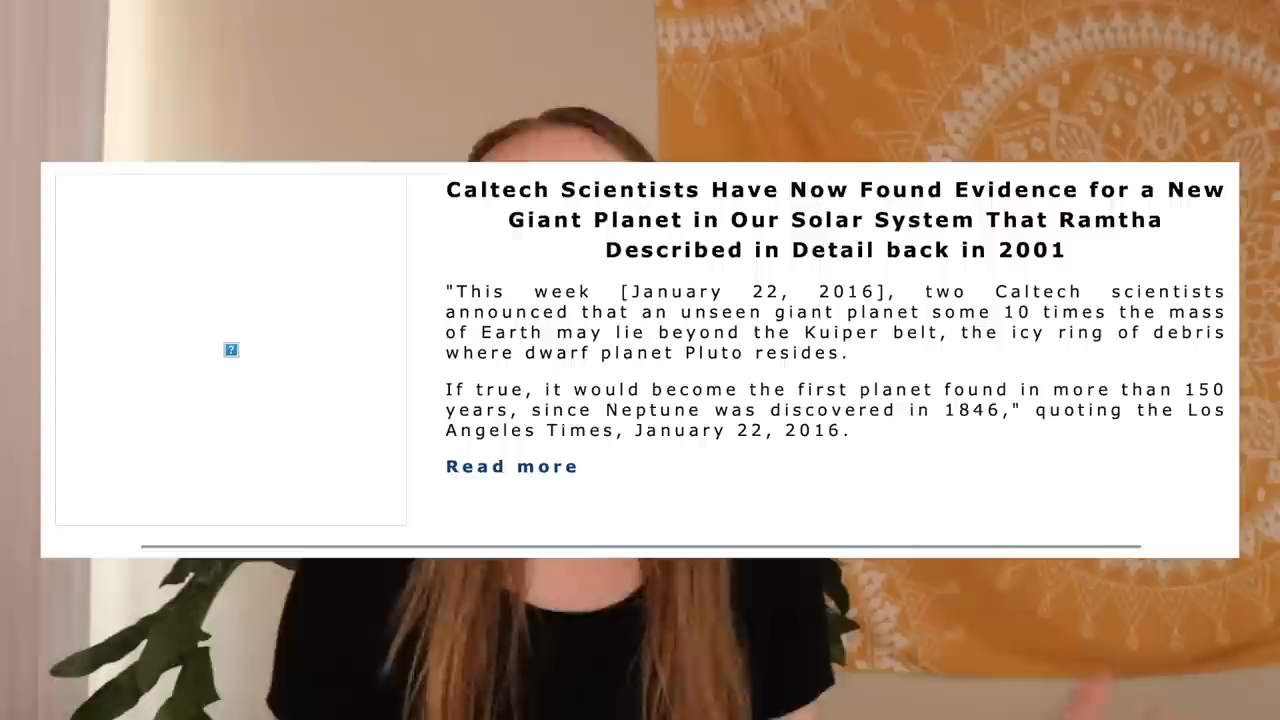 Caltech Scientists Have Now Found Evidence for a New
Giant Planet in Our Solar System That Ramtha
Described in Detail back in 2001
"This week [January 22, 2016], two Caltech scientists
announced that an unseen giant planet some 10 times the mass
of Earth may lie beyond the Kuiper belt, the icy ring of debris
where dwarf planet Pluto resides.
If true, it would become the first planet found in more than 150
years, since Neptune was discovered in 1846," quoting the Los
Angeles Times, January 22, 2016.
Read more